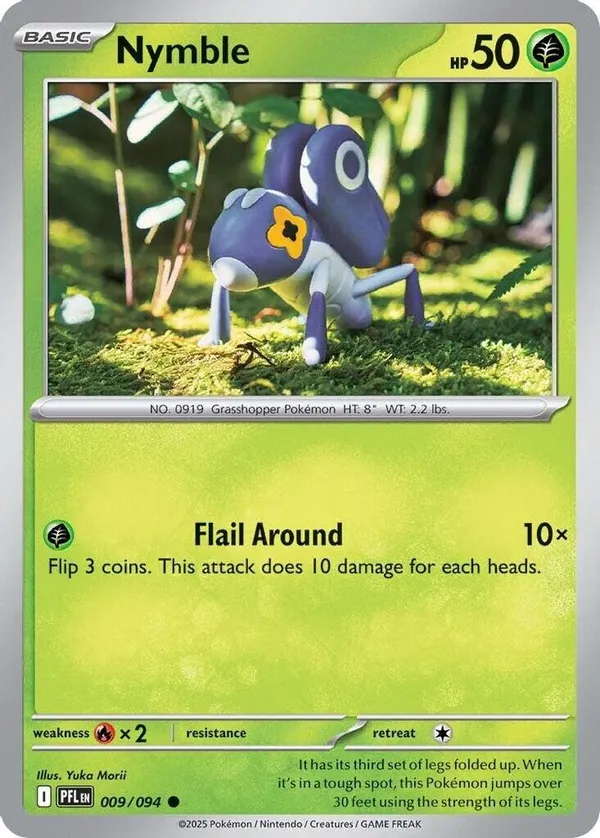 BASIC Nymble HP 50
NO. 0919 Grasshopper Pokémon HT: 8" WT: 2.2 lbs.
Flail Around 10×
Flip 3 coins. This attack does 10 damage for each heads.
weakness ×2 resistance retreat
Illus. Yuka Morii
It has its third set of legs folded up. When
it's in a tough spot, this Pokémon jumps over
30 feet using the strength of its legs.
I PFL EN 009/094
©2025 Pokémon / Nintendo / Creatures / GAME FREAK